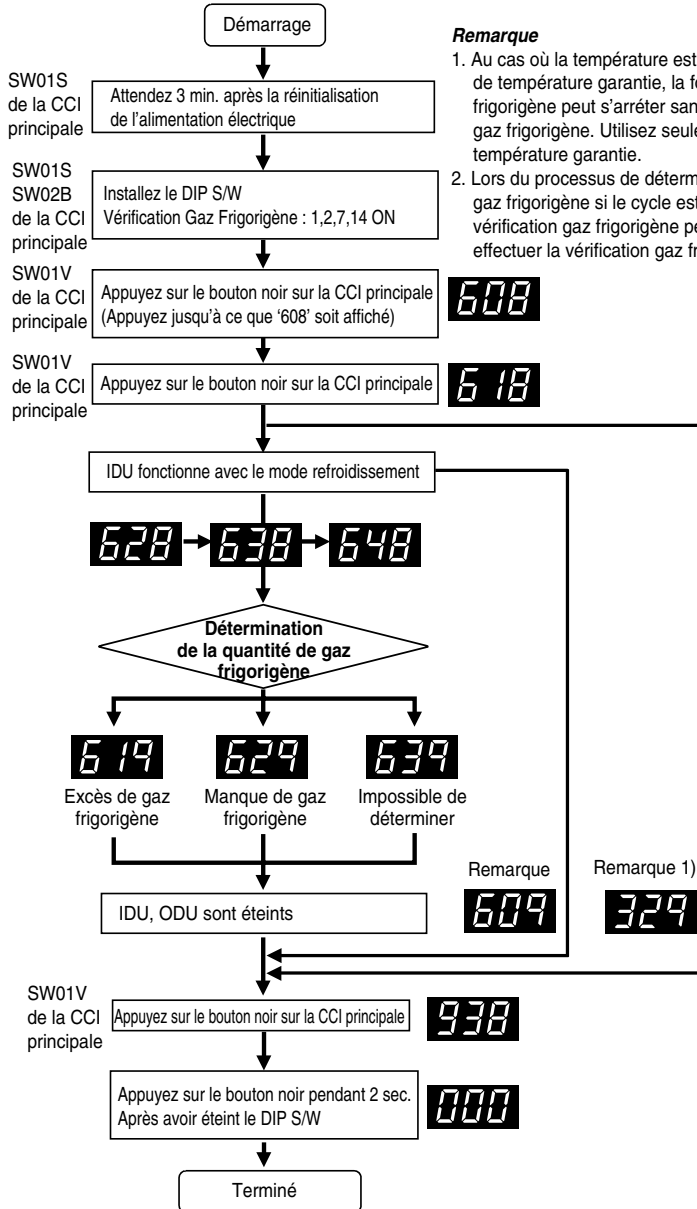 Démarrage
Remarque
1. Au cas où la température est
de température garantie, la
frigorigène peut s’arréter
gaz frigorigène. Utilisez
température garantie.
2. Lors du processus de
gaz frigorigène si le cycle est
vérification gaz frigorigène
effectuer la vérification gaz
SW01S
de la CCI
principale
Attendez 3 min. après la réinitialisation
de l’alimentation électrique
SW01S
SW02B
de la CCI
principale
Installez le DIP S/W
Vérification Gaz Frigorigène : 1,2,7,14 ON
SW01V
de la CCI
principale
Appuyez sur le bouton noir sur la CCI principale
(Appuyez jusqu’à ce que ‘608’ soit affiché)
608
SW01V
de la CCI
principale
Appuyez sur le bouton noir sur la CCI principale
618
IDU fonctionne avec le mode refroidissement
628 638 648
Détermination
de la quantité de gaz
frigorigène
619 629 639
Excès de gaz
frigorigène
Manque de gaz
frigorigène
Impossible de
déterminer
Remarque
609
Remarque 1)
329
IDU, ODU sont éteints
SW01V
de la CCI
principale
Appuyez sur le bouton noir sur la CCI principale
938
Appuyez sur le bouton noir pendant 2 sec.
Après avoir éteint le DIP S/W
000
Terminé